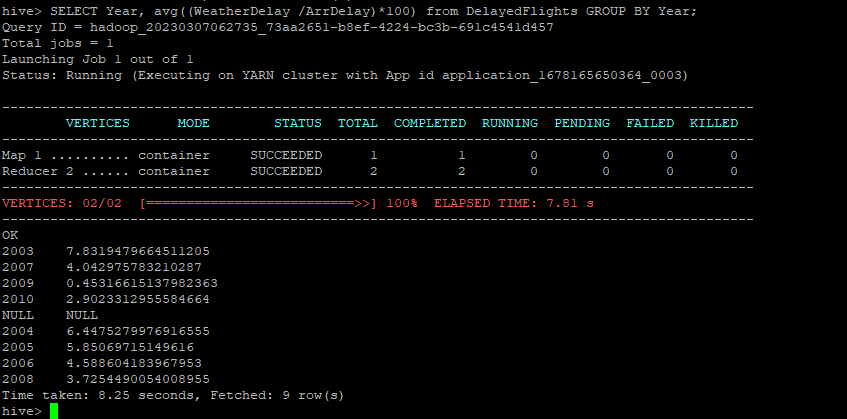 hive> SELECT Year, avg((WeatherDelay /ArrDelay)*100) from DelayedFlights GROUP BY Year;
Query ID = hadoop_20230307062735_73aa2651-b8ef-4224-bc3b-691c4541d457
Total jobs = 1
Launching Job 1 out of 1
Status: Running (Executing on YARN cluster with App id application_1678165650364_0003)
----------------------------------------------------------------------------------------------
VERTICES MODE STATUS TOTAL COMPLETED RUNNING PENDING FAILED KILLED
----------------------------------------------------------------------------------------------
Map 1 .......... container SUCCEEDED 1 1 0 0 0 0
Reducer 2 ...... container SUCCEEDED 2 2 0 0 0 0
----------------------------------------------------------------------------------------------
VERTICES: 02/02 [==========================>>] 100% ELAPSED TIME: 7.81 s
----------------------------------------------------------------------------------------------
OK
2003 7.8319479664511205
2007 4.042975783210287
2009 0.45316615137982363
2010 2.9023312955584664
NULL NULL
2004 6.4475279976916555
2005 5.85069715149616
2006 4.588604183967953
2008 3.7254490054008955
Time taken: 8.25 seconds, Fetched: 9 row(s)
hive>